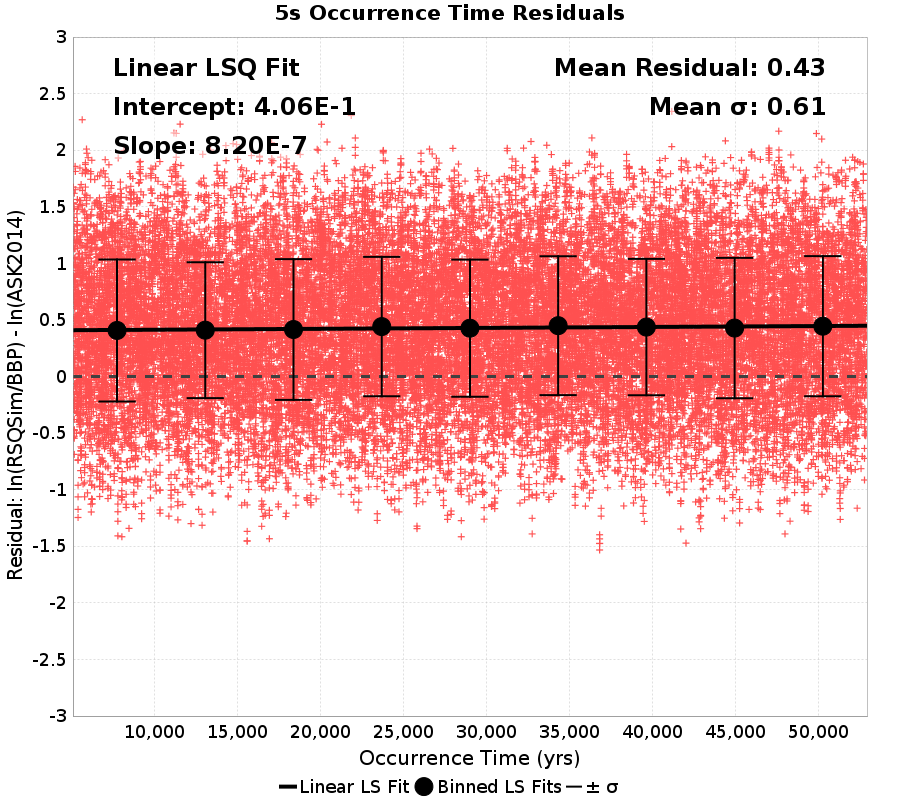 5s Occurrence Time Residuals
Linear LSQ Fit
Mean Residual: 0.43
Intercept: 4.06E-1
Mean σ: 0.61
Slope: 8.20E-7
3
2.5
2
1.5
1
0.5
0
-0.5
-1
-1.5
-2
-2.5
-3
Residual: ln(RSQSim/BBP) - ln(ASK2014)
10,000 15,000 20,000 25,000 30,000 35,000 40,000 45,000 50,000
Occurrence Time (yrs)
Linear LS Fit Binned LS Fits ± σ